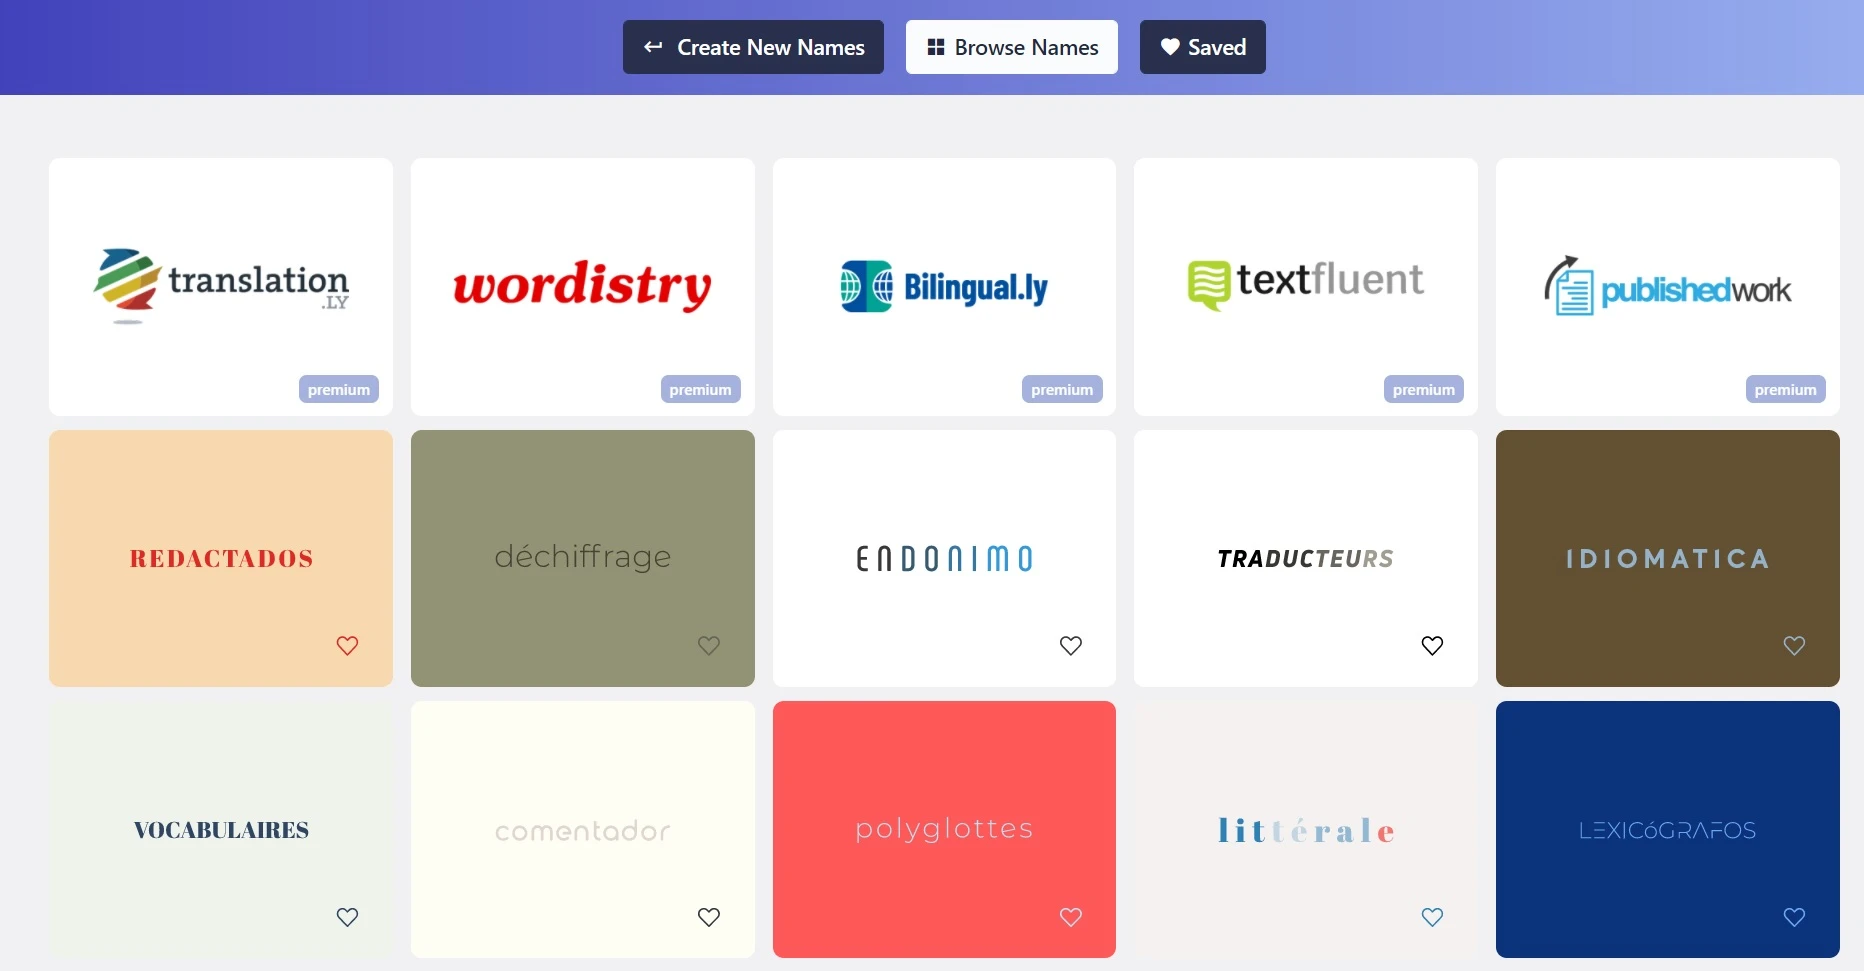 Create New Names
Browse Names
Saved
translation
.LY
wordistry
Bilingual.ly
textfluent
publishedwork
premium
premium
premium
premium
premium
REDACTADOS
déchiffrage
ENDONIMO
TRADUCTEURS
IDIOMATICA
VOCABULAIRES
comentador
polyglottes
littérale
LEXICóGRAFOS